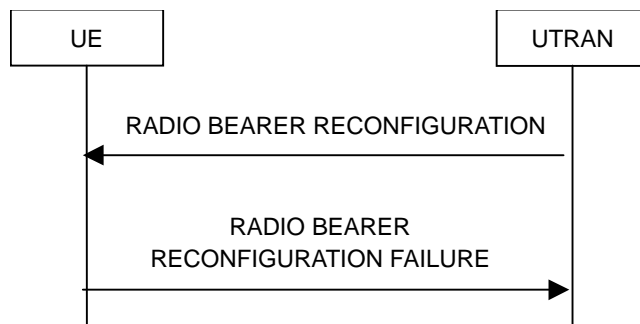 UE
UTRAN
RADIO BEARER RECONFIGURATION
RADIO BEARER
RECONFIGURATION FAILURE